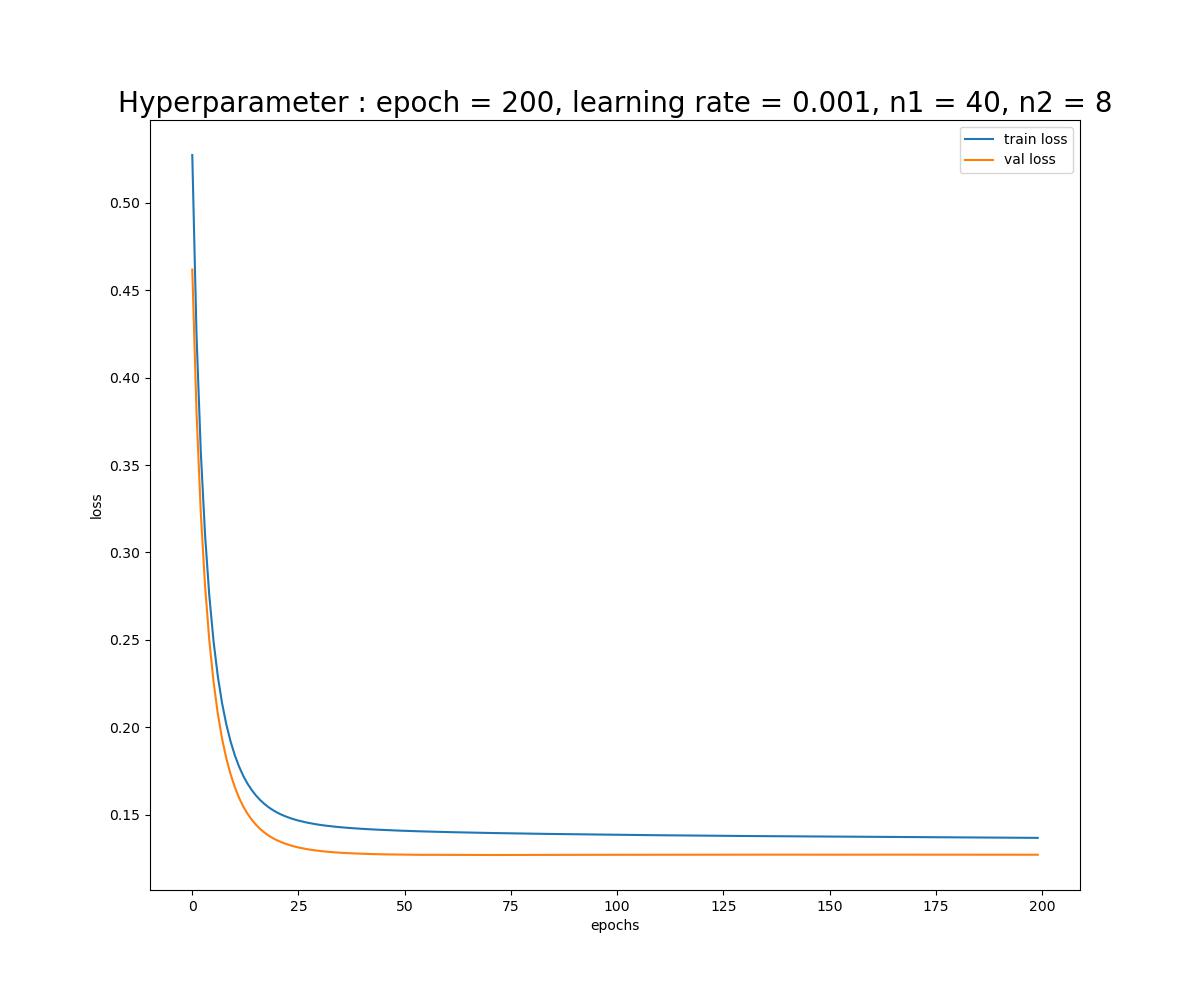 Hyperparameter : epoch = 200, learning rate = 0.001, n1 = 40, n2 = 8
train loss
val loss
0.50
0.45
0.40
0.35
0.30
0.25
0.20
0.15
loss
0 25 50 75 100 125 150 175 200
epochs